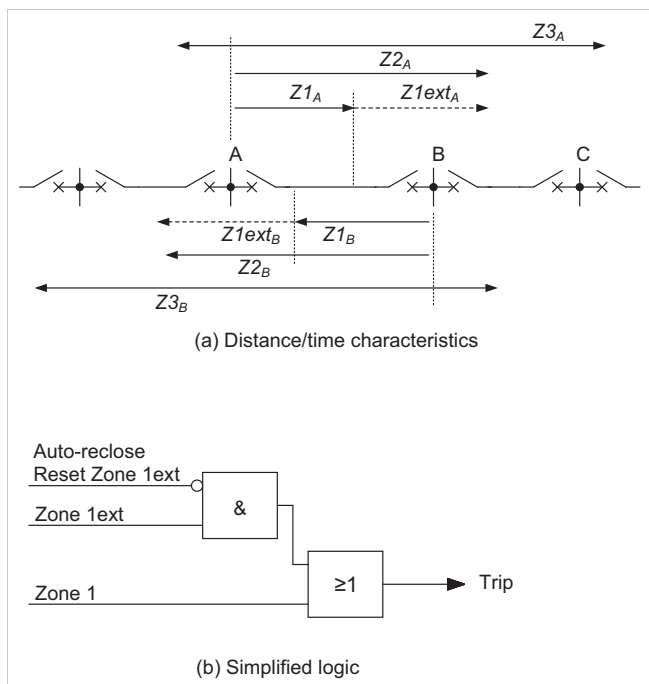 Z3A
Z2A
Z1A Z1extA
A B C
Z1extB Z1B
Z2B
Z3B
(a) Distance/time characteristics
Auto-reclose
Reset Zone 1ext
&
Zone 1ext
≥1
Trip
Zone 1
(b) Simplified logic